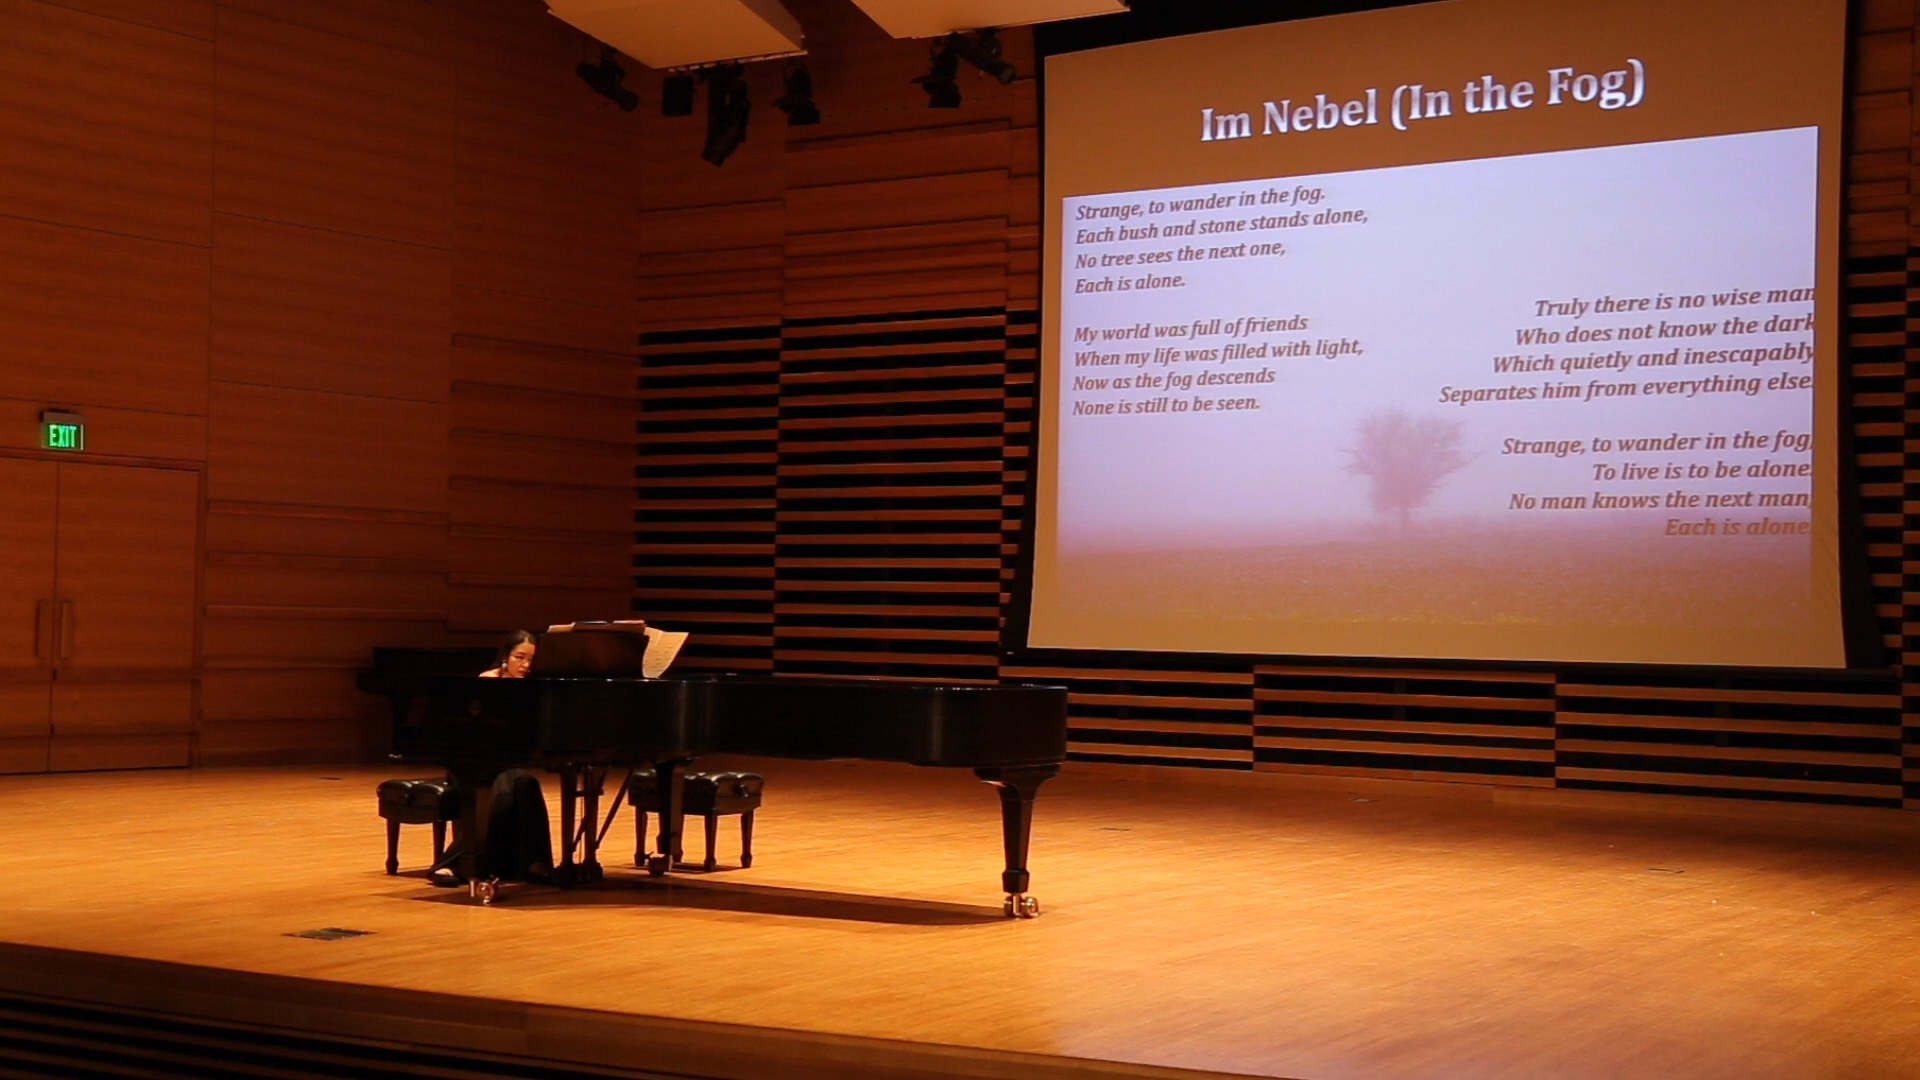 EXIT
Im Nebel (In the Fog)
Strange, to wander in the fog.
Each bush and stone stands alone,
No tree sees the next one,
Each is alone.
My world was full of friends
When my life was filled with light,
Now as the fog descends
None is still to be seen.
Truly there is no wise man
Who does not know the dark
Which quietly and inescapably
Separates him from everything else.
Strange, to wander in the fog,
To live is to be alone.
No man knows the next man,
Each is alone.